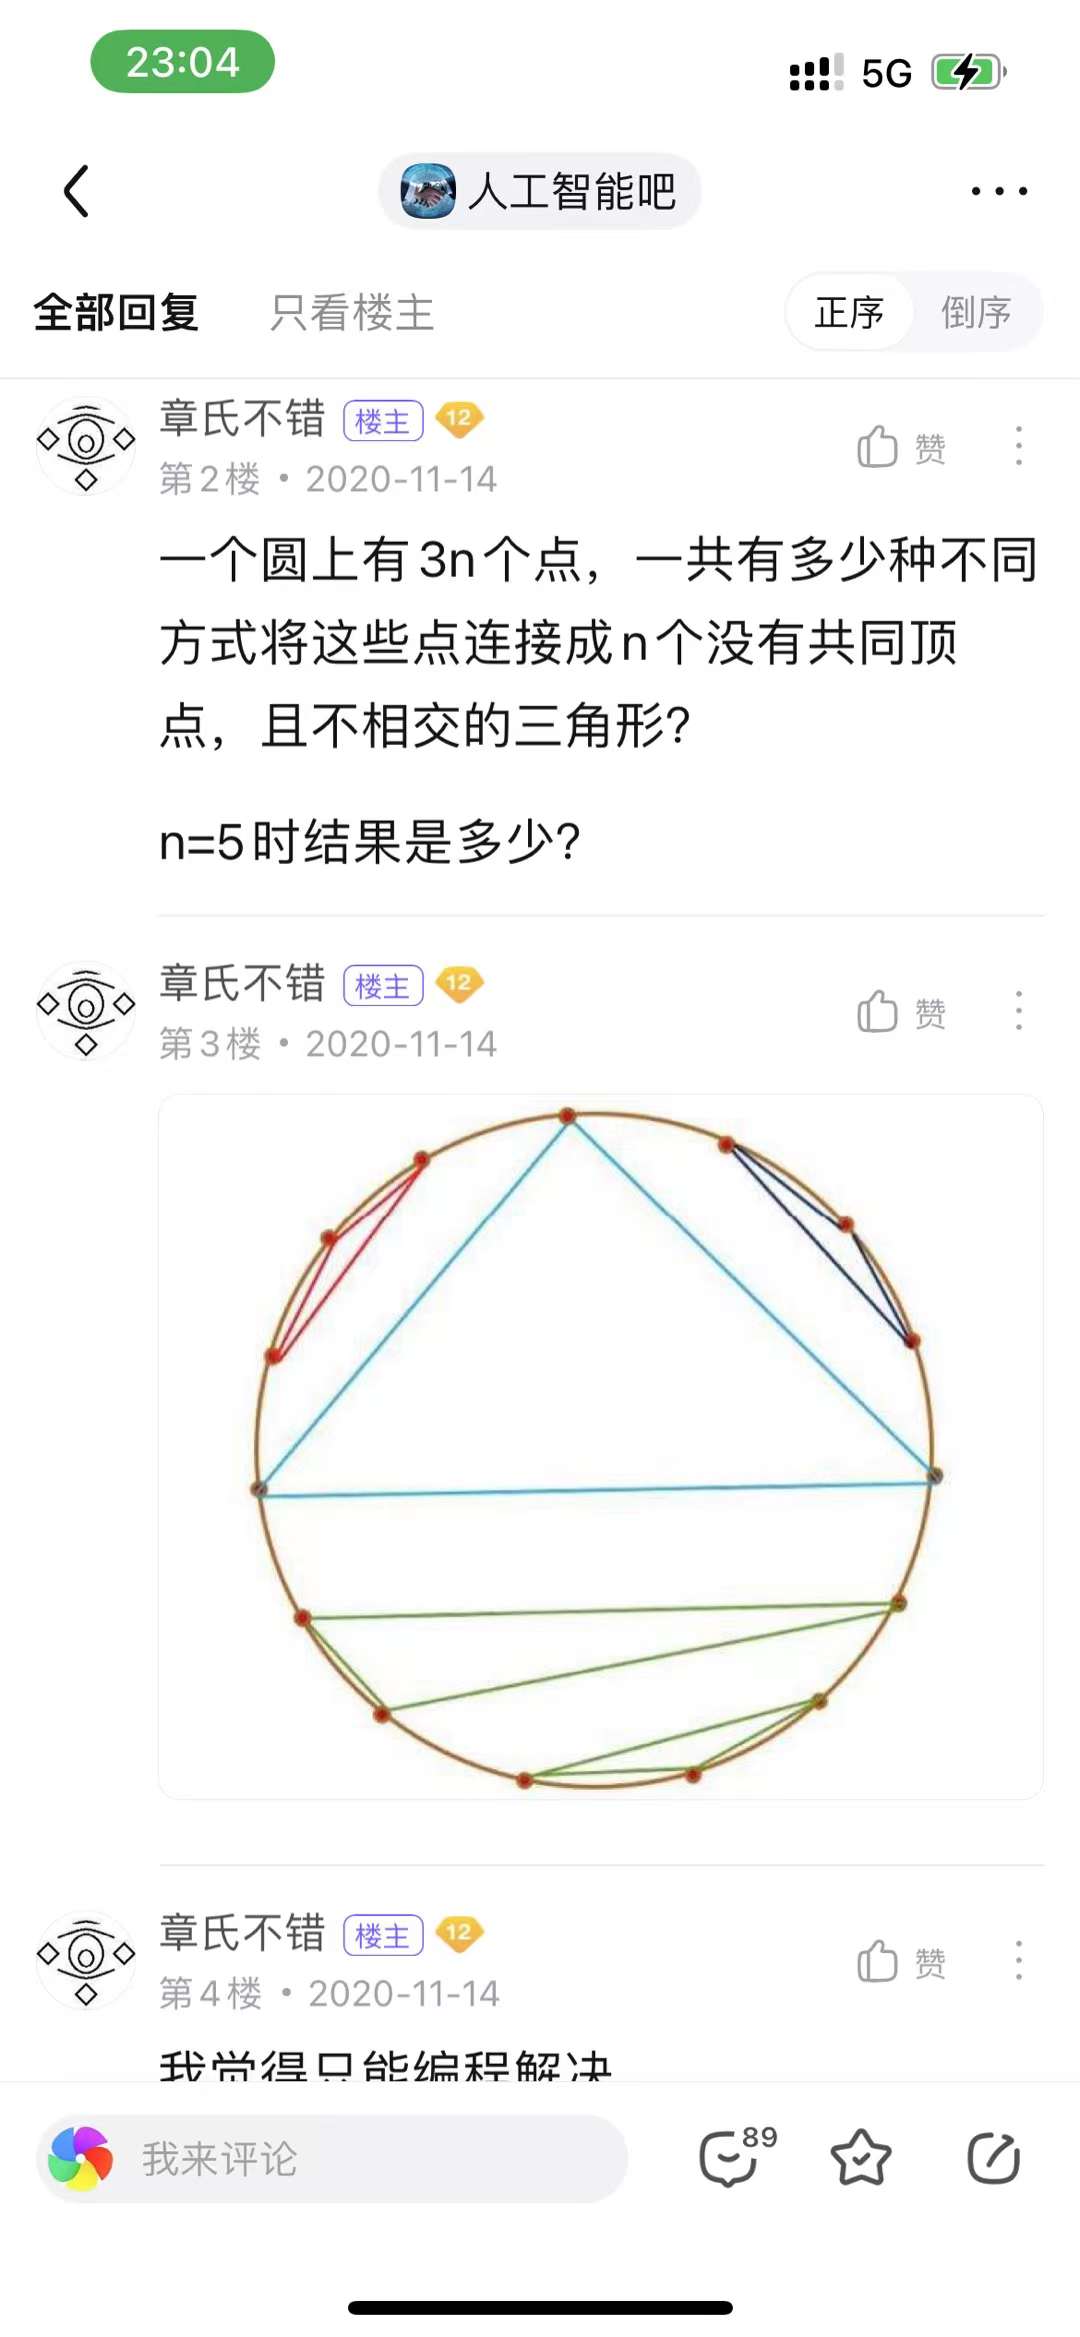 23:04 5G
人工智能吧
全部回复 只看楼主 正序 倒序
章氏不错 楼主 12
第2楼 • 2020-11-14 赞
一个圆上有3n个点，一共有多少种不同
方式将这些点连接成n个没有共同顶
点，且不相交的三角形?
n=5时结果是多少?
章氏不错 楼主 12
第3楼 • 2020-11-14 赞
章氏不错 楼主 12
第4楼 • 2020-11-14 赞
我觉得只能编程解决
我来评论 89